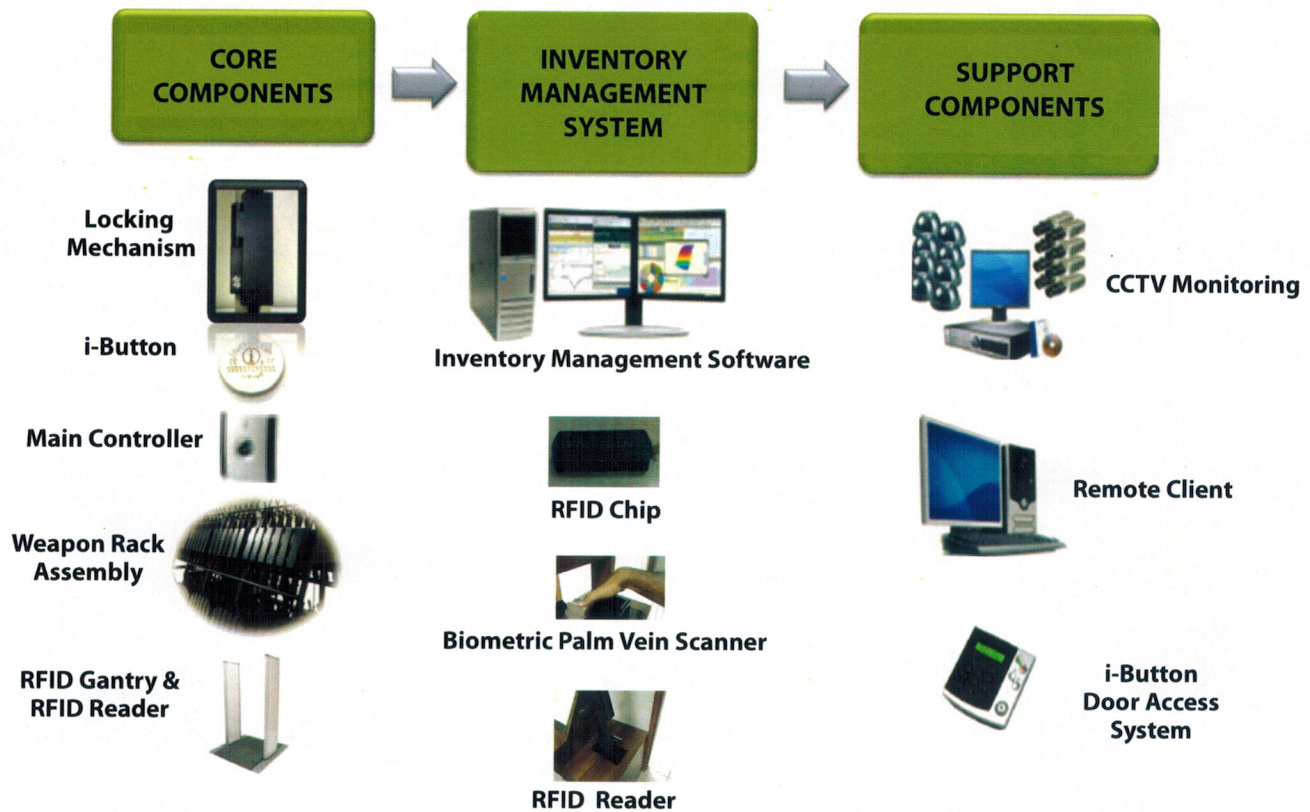 CORE
COMPONENTS
INVENTORY
MANAGEMENT
SYSTEM
SUPPORT
COMPONENTS
Locking
Mechanism
i-Button
Main Controller
Weapon Rack
Assembly
RFID Gantry &
RFID Reader
Inventory Management Software
RFID Chip
Biometric Palm Vein Scanner
RFID Reader
CCTV Monitoring
Remote Client
i-Button
Door Access
System